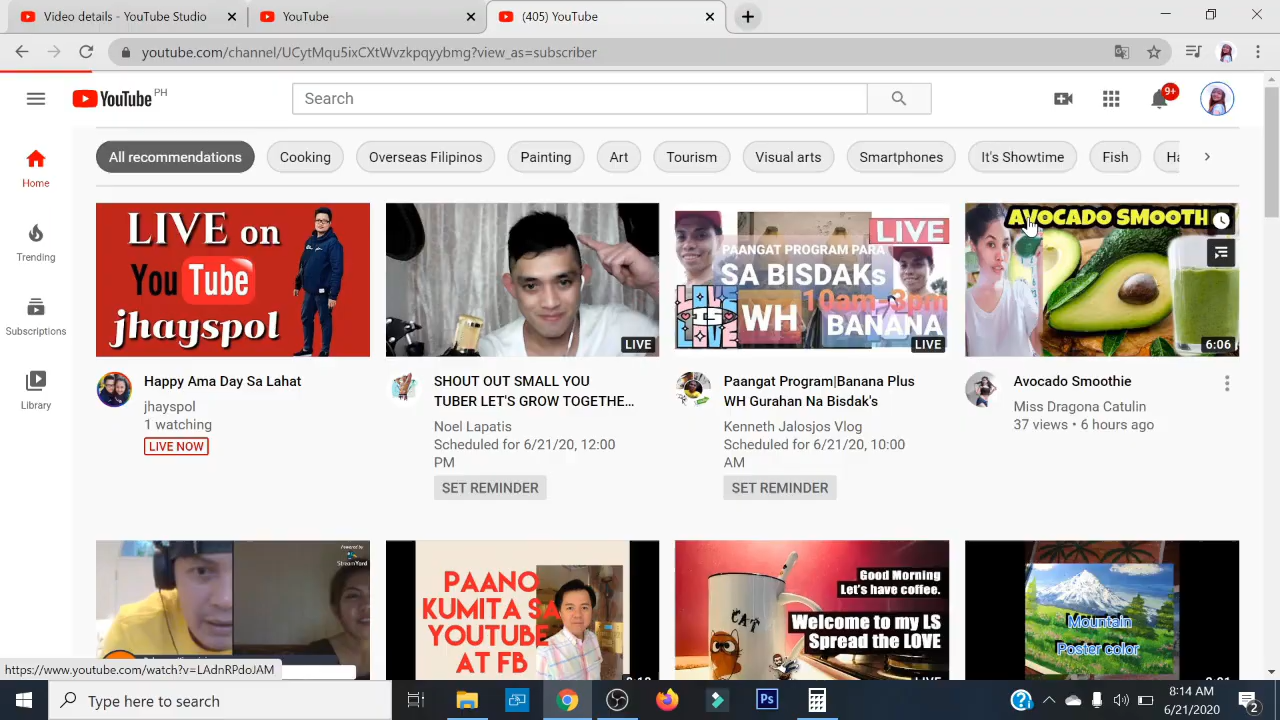 Video details - YouTube Studio
YouTube
(405) YouTube
youtube.com/channel/UCytMqu5ixCXtWvzkpqyybmg?view_as=subscriber
YouTube PH
Search
9+
All recommendations
Cooking
Overseas Filipinos
Painting
Art
Tourism
Visual arts
Smartphones
It's Showtime
Fish
Home
Trending
Subscriptions
Library
LIVE on
YouTube
jhayspol
Happy Ama Day Sa Lahat
jhayspol
1 watching
LIVE NOW
LIVE
SHOUT OUT SMALL YOU
TUBER LET'S GROW TOGETHE...
Noel Lapatis
Scheduled for 6/21/20, 12:00
PM
SET REMINDER
LIVE
PAANGAT PROGRAM PARA
SA BISDAKs
10am-3pm
WH BANANA
LIVE
Paangat Program|Banana Plus
WH Gurahan Na Bisdak's
Kenneth Jalosjos Vlog
Scheduled for 6/21/20, 10:00
AM
SET REMINDER
AVOCADO SMOOTH
6:06
Avocado Smoothie
Miss Dragona Catulin
37 views • 6 hours ago
Powered by
StreamYard
PAANO
KUMITA SA
YOUTUBE
AT FB
Good Morning
Let's have coffee.
CAT
Welcome to my LS
Spread the LOVE
Mountain
Poster color
https://www.youtube.com/watch?v=LAdnRPdoJAM
Type here to search
Ps
8:14 AM
6/21/2020
2